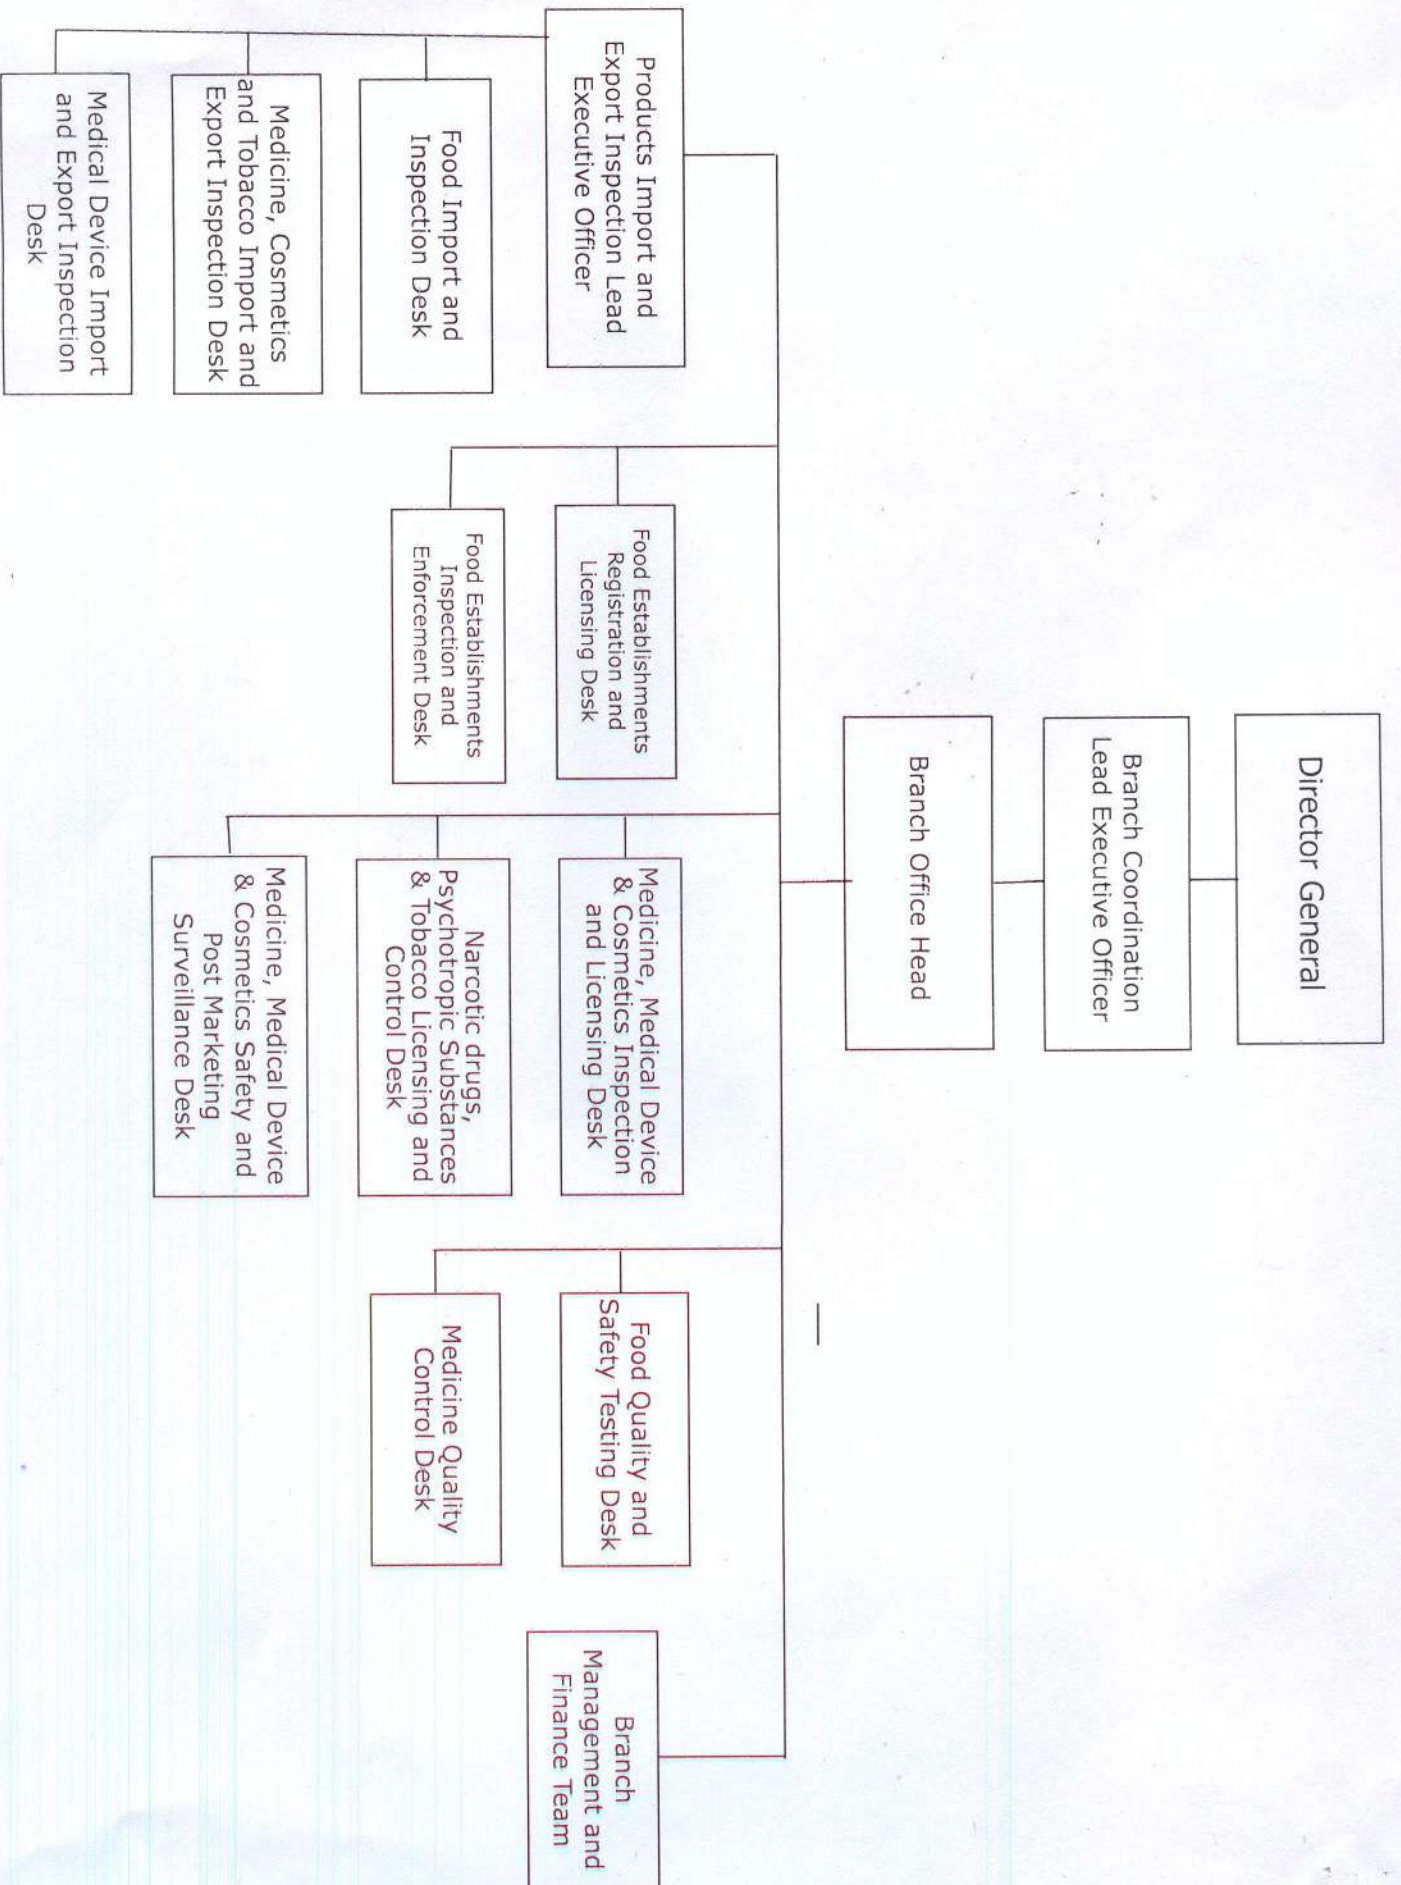 Director General
Branch Coordination
Lead Executive Officer
Branch Office Head
Products Import and
Export Inspection Lead
Executive Officer
Food Import and
Inspection Desk
Medicine, Cosmetics
and Tobacco Import and
Export Inspection Desk
Medical Device Import
and Export Inspection
Desk
Food Establishments
Registration and
Licensing Desk
Food Establishments
Inspection and
Enforcement Desk
Medicine, Medical Device
& Cosmetics Inspection
and Licensing Desk
Narcotic drugs,
Psychotropic Substances
& Tobacco Licensing and
Control Desk
Medicine, Medical Device
& Cosmetics Safety and
Post Marketing
Surveillance Desk
Food Quality and
Safety Testing Desk
Medicine Quality
Control Desk
Branch
Management and
Finance Team